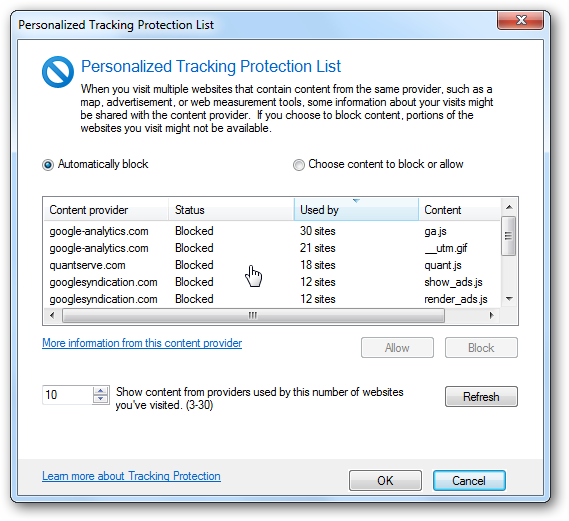 Personalized Tracking Protection List
Personalized Tracking Protection List
When you visit multiple websites that contain content from the same provider, such as a
map, advertisement, or web measurement tools, some information about your visits might
be shared with the content provider.  If you choose to block content, portions of the
websites you visit might not be available.
Automatically block Choose content to block or allow
Content provider Status Used by Content
google-analytics.com Blocked 30 sites ga.js
google-analytics.com Blocked 21 sites __utm.gif
quantserve.com Blocked 18 sites quant.js
googlesyndication.com Blocked 12 sites show_ads.js
googlesyndication.com Blocked 12 sites render_ads.js
More information from this content provider Allow Block
10 Show content from providers used by this number of websites
you've visited. (3-30) Refresh
Learn more about Tracking Protection OK Cancel